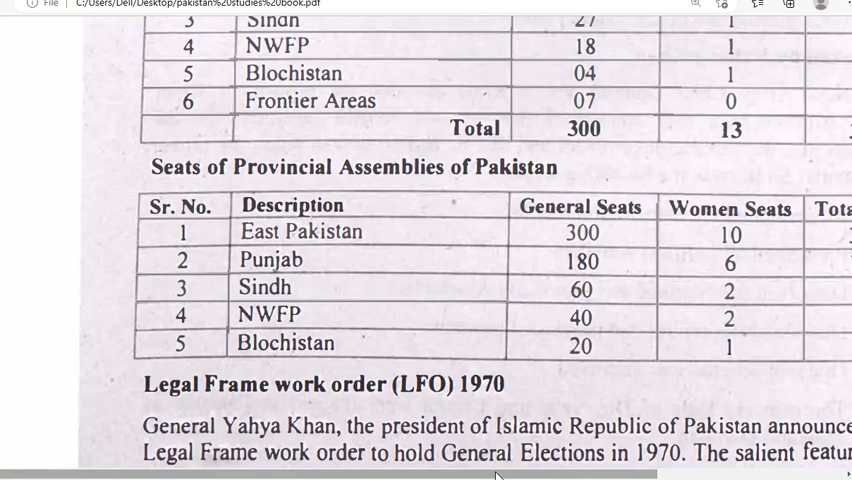 C:/Users/Dell/Desktop/pakistan%20studies%20book.pdf
3 Sindh 27 1
4 NWFP 18 1
5 Blochistan 04 1
6 Frontier Areas 07 0
Total 300 13
Seats of Provincial Assemblies of Pakistan
Sr. No. Description General Seats Women Seats Tota
1 East Pakistan 300 10
2 Punjab 180 6
3 Sindh 60 2
4 NWFP 40 2
5 Blochistan 20 1
Legal Frame work order (LFO) 1970
General Yahya Khan, the president of Islamic Republic of Pakistan announce
Legal Frame work order to hold General Elections in 1970. The salient featur